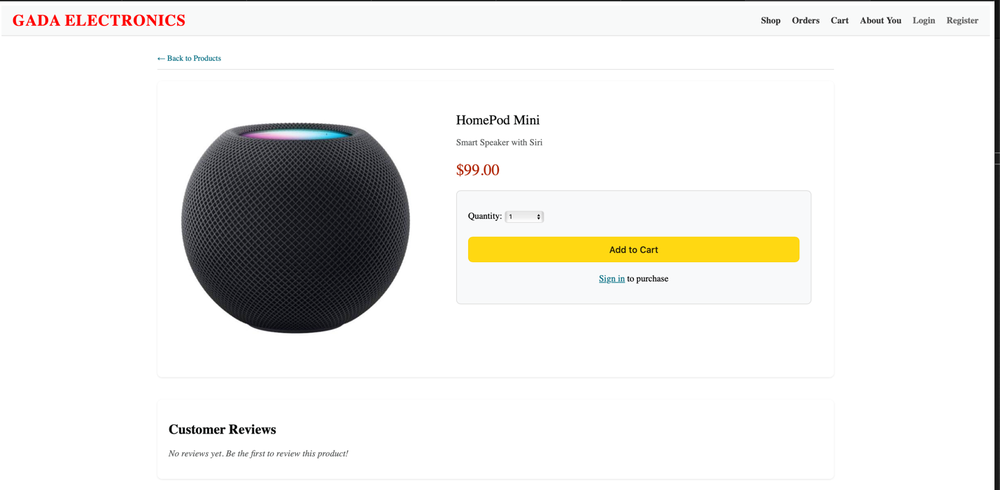 GADA ELECTRONICS
Shop Orders Cart About You Login Register
← Back to Products
HomePod Mini
Smart Speaker with Siri
$99.00
Quantity: 1
Add to Cart
Sign in to purchase
Customer Reviews
No reviews yet. Be the first to review this product!